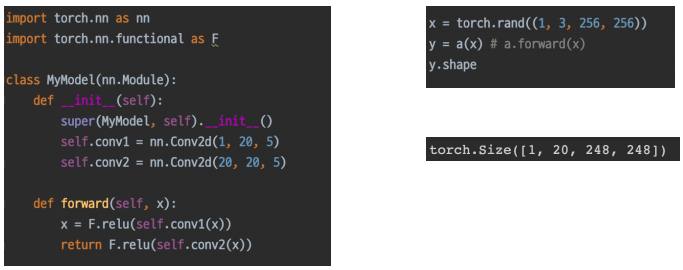 import torch.nn as nn
import torch.nn.functional as F
class MyModel(nn.Module):
def __init__(self):
super(MyModel, self).__init__()
self.conv1 = nn.Conv2d(1, 20, 5)
self.conv2 = nn.Conv2d(20, 20, 5)
def forward(self, x):
x = F.relu(self.conv1(x))
return F.relu(self.conv2(x))
x = torch.rand((1, 3, 256, 256))
y = a(x) # a.forward(x)
y.shape
torch.Size([1, 20, 248, 248])